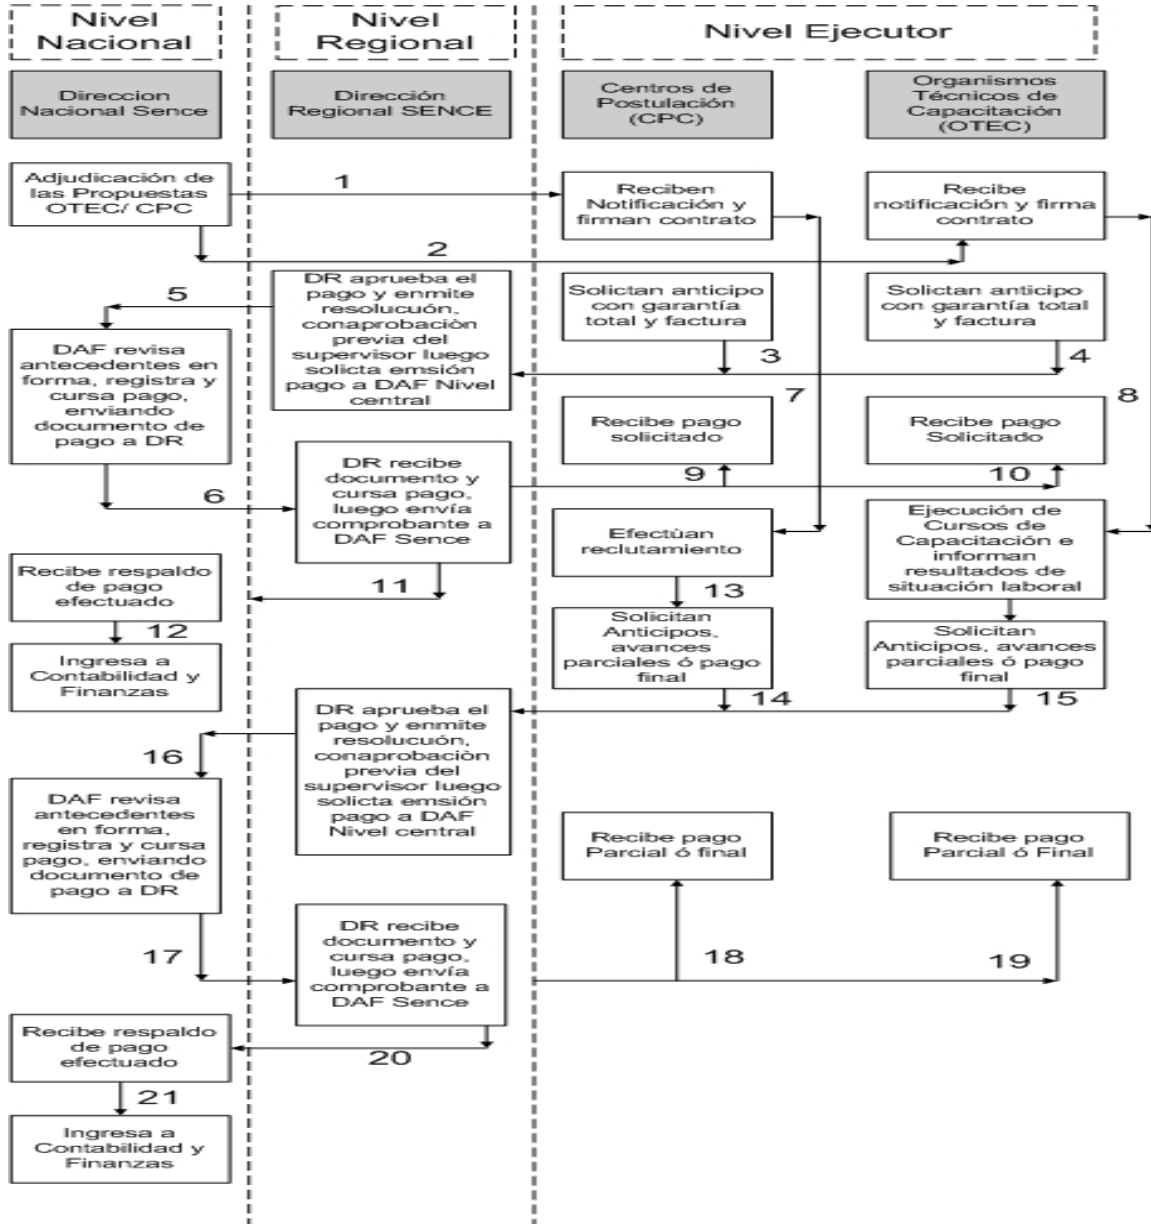 Nivel
Nacional
Nivel
Regional
Nivel Ejecutor
Direccion
Nacional Sence
Dirección
Regional SENCE
Centros de
Postulación
(CPC)
Organismos
Técnicos de
Capacitación
(OTEC)
Adjudicación de
las Propuestas
OTEC/ CPC
1
Reciben
Notificación y
firman contrato
Recibe
notificación y firma
contrato
2
5
DR aprueba el
pago y enmite
resolucuón,
conaprobaciòn
previa del
supervisor luego
solicta emsión
pago a DAF Nivel
central
Solictan anticipo
con garantía
total y factura
Solictan anticipo
con garantía total
y factura
3
4
7
8
DAF revisa
antecedentes en
forma, registra y
cursa pago,
enviando
documento de
pago a DR
Recibe pago
solicitado
Recibe pago
Solicitado
6
DR recibe
documento y
cursa pago,
luego envía
comprobante a
DAF Sence
9
10
Efectùan
reclutamiento
Ejecución de
Cursos de
Capacitación e
informan
resultados de
situación laboral
Recibe respaldo
de pago
efectuado
11
13
12
Ingresa a
Contabilidad y
Finanzas
Solicitan
Anticipos,
avances
parciales ó pago
final
Solicitan
Anticipos, avances
parciales ó pago
final
14
15
DR aprueba el
pago y enmite
resolucuón,
conaprobaciòn
previa del
supervisor luego
solicta emsión
pago a DAF
Nivel central
16
DAF revisa
antecedentes
en forma,
registra y cursa
pago, enviando
documento de
pago a DR
Recibe pago
Parcial ó final
Recibe pago
Parcial ó Final
17
DR recibe
documento y
cursa pago,
luego envía
comprobante a
DAF Sence
18
19
Recibe respaldo
de pago
efectuado
20
21
Ingresa a
Contabilidad y
Finanzas